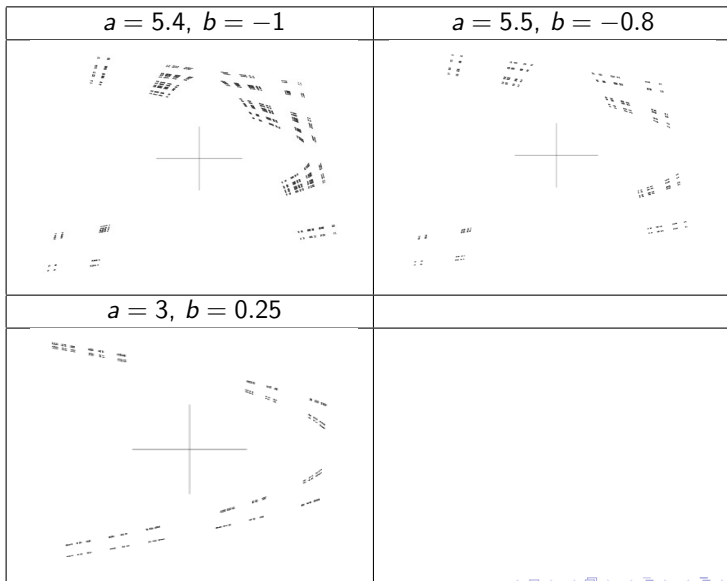 a = 5.4, b = −1
a = 5.5, b = −0.8
a = 3, b = 0.25